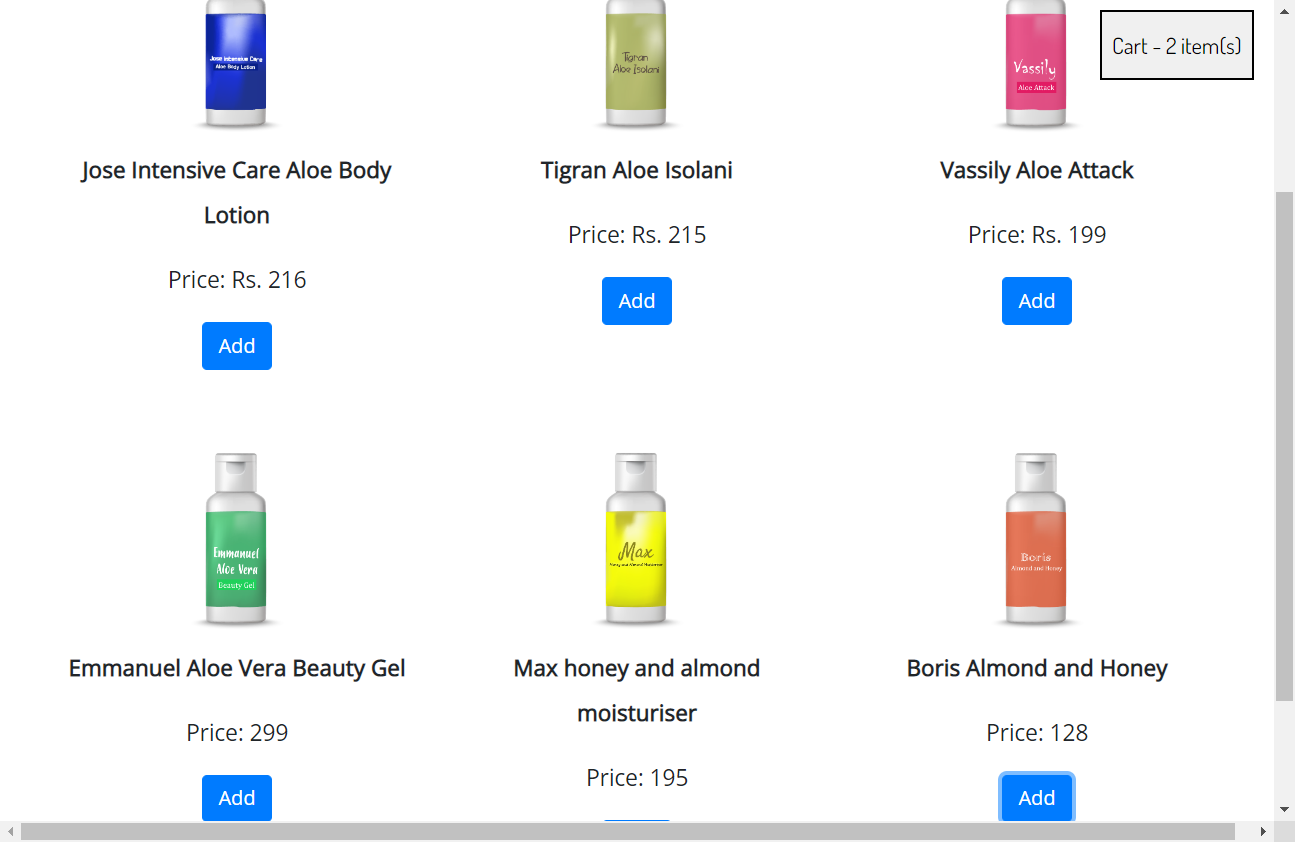 Jose Intensive Care
Aloe Body Lotion
Tigran
Aloe Isolani
Vassily
Aloe Attack
Cart - 2 item(s)
Jose Intensive Care Aloe Body
Lotion
Price: Rs. 216
Add
Tigran Aloe Isolani
Price: Rs. 215
Add
Vassily Aloe Attack
Price: Rs. 199
Add
Emmanuel
Aloe Vera
Beauty Gel
Max
Honey and Almond Moisturiser
Boris
Almond and Honey
Emmanuel Aloe Vera Beauty Gel
Price: 299
Add
Max honey and almond
moisturiser
Price: 195
Boris Almond and Honey
Price: 128
Add